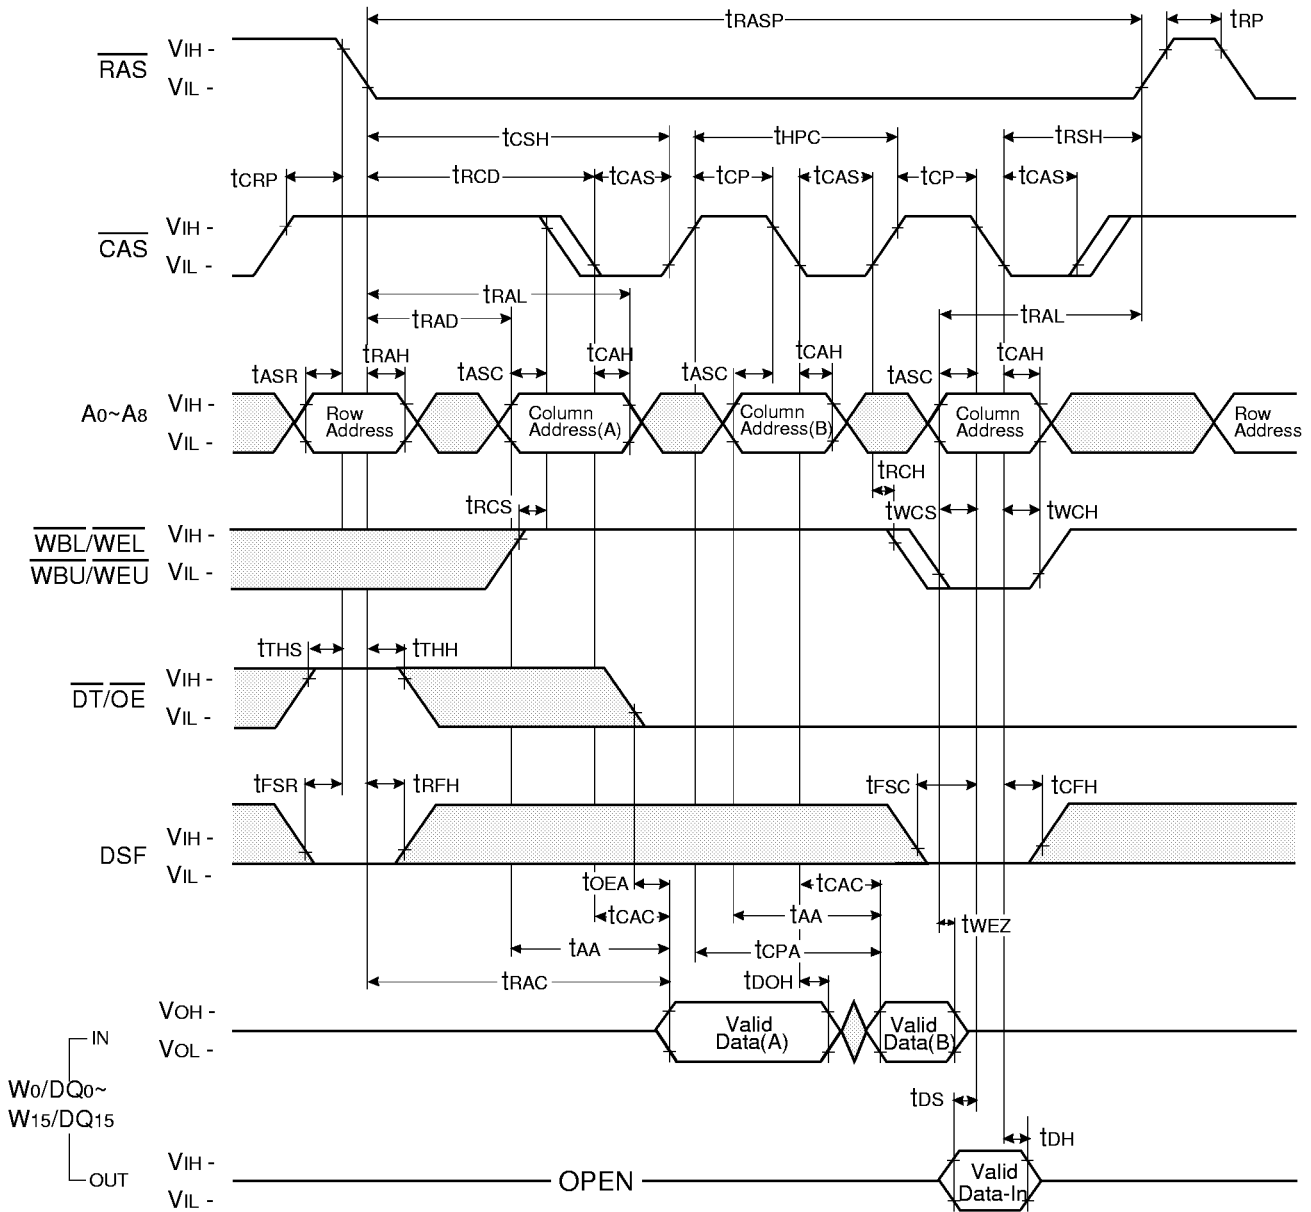 tRASP tRP
RAS VIH -
VIL -
tCSH tHPC tRSH
tCRP tRCD tCAS tCP tCAS tCP tCAS
CAS VIH -
VIL -
tRAL
tRAD tRAL
tASR tRAH tASC tCAH tASC tCAH tASC tCAH
A0~A8 VIH -
VIL -
Row Address
Column Address(A)
Column Address(B)
Column Address
Row Address
tRCH
tRCS tWCS tWCH
WBL/WEL VIH -
WBU/WEU VIL -
tTHS tTHH
DT/OE VIH -
VIL -
tFSR tRFH tFSC tCFH
DSF VIH -
VIL -
tOEA tCAC
tCAC tAA tWEZ
tAA tCPA
tRAC tDOH
VOH -
VOL -
Valid Data(A)
Valid Data(B)
IN
W0/DQ0~
W15/DQ15
tDS
tDH
OUT VIH -
VIL -
OPEN
Valid Data-In